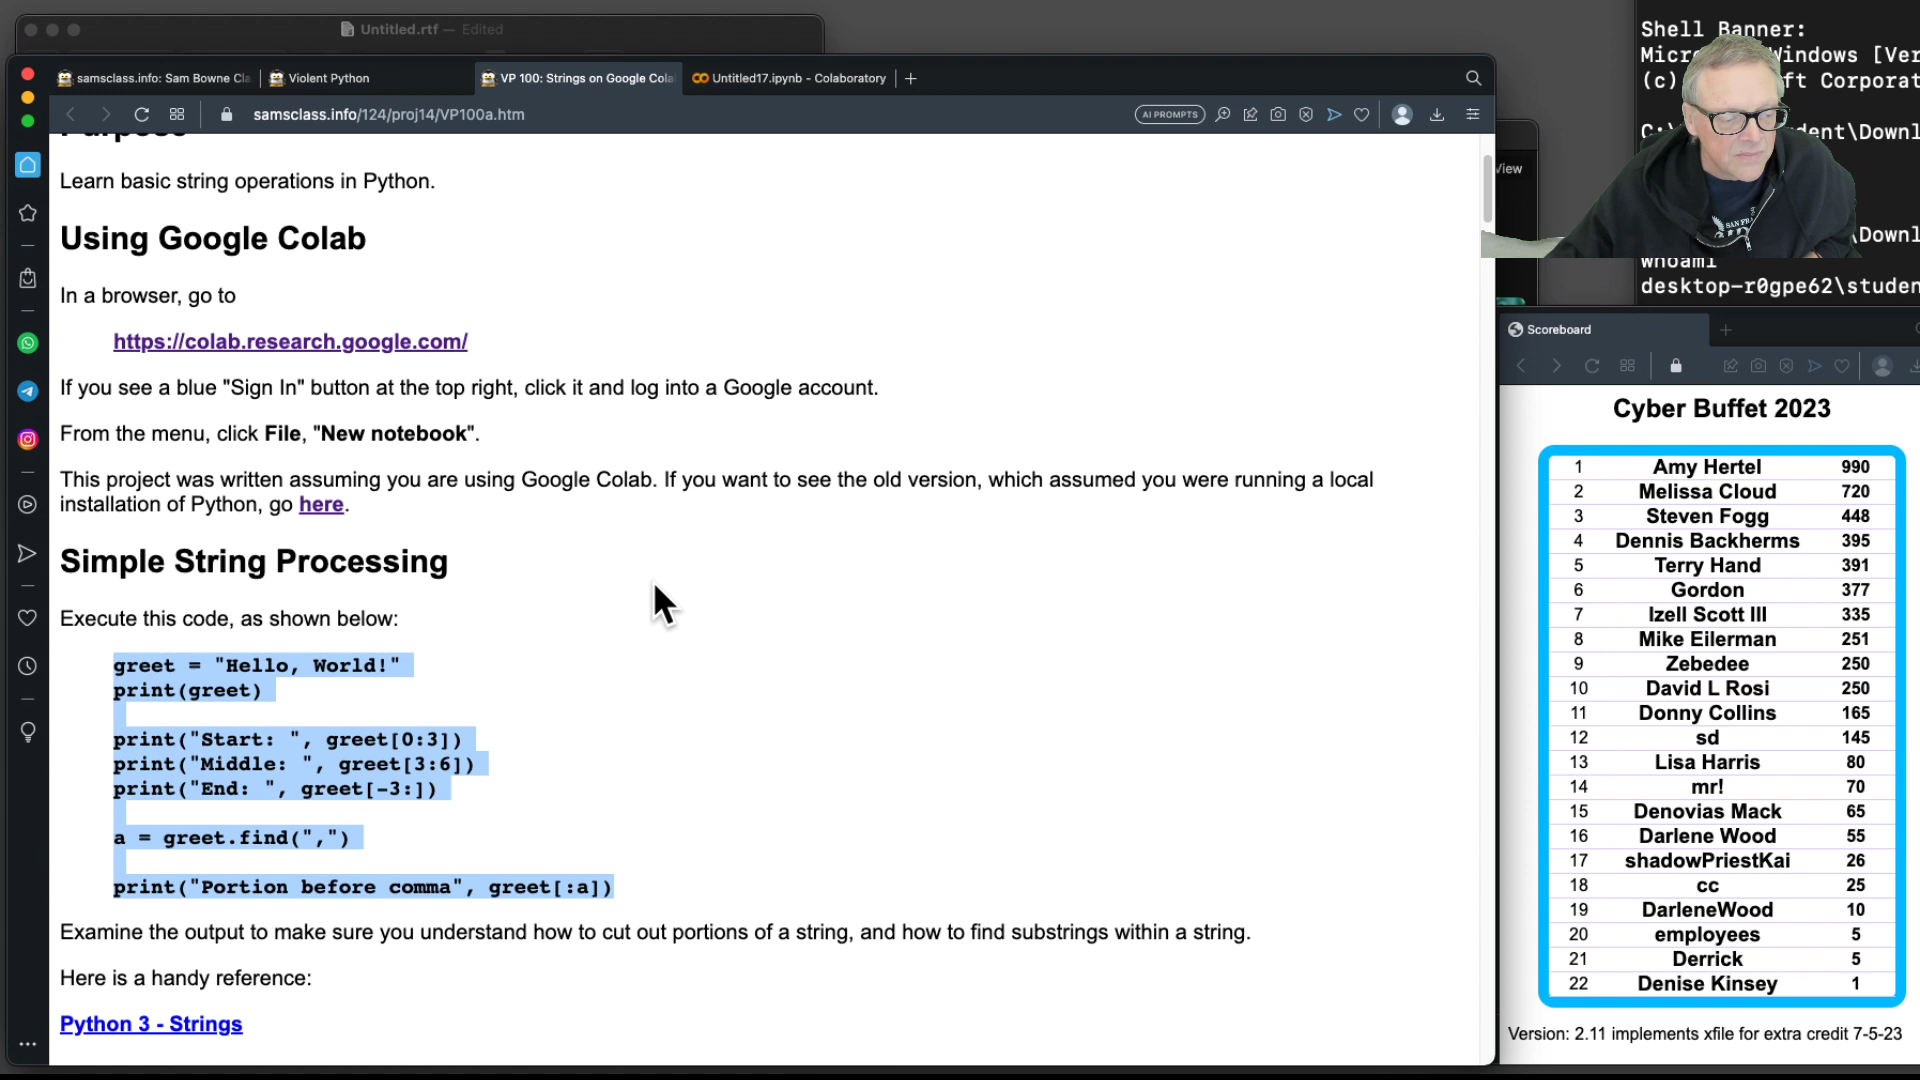 Untitled.rtf — Edited
samsclass.info: Sam Bowne Cla
Violent Python
VP 100: Strings on Google Cola
Untitled17.ipynb - Colaboratory
samsclass.info/124/proj14/VP100a.htm
AI PROMPTS
Purpose
Learn basic string operations in Python.
Using Google Colab
In a browser, go to
https://colab.research.google.com/
If you see a blue "Sign In" button at the top right, click it and log into a Google account.
From the menu, click File, "New notebook".
This project was written assuming you are using Google Colab. If you want to see the old version, which assumed you were running a local
installation of Python, go here.
Simple String Processing
Execute this code, as shown below:
greet = "Hello, World!"
print(greet)
print("Start: ", greet[0:3])
print("Middle: ", greet[3:6])
print("End: ", greet[-3:])
a = greet.find(",")
print("Portion before comma", greet[:a])
Examine the output to make sure you understand how to cut out portions of a string, and how to find substrings within a string.
Here is a handy reference:
Python 3 - Strings
View
Shell Banner:
Micr Windows [Ver
(c) ft Corporat
C:\ dent\Downl
\Downl
whoami
desktop-r0gpe62\studen
SAN FRA
Scoreboard
Cyber Buffet 2023
1 Amy Hertel 990
2 Melissa Cloud 720
3 Steven Fogg 448
4 Dennis Backherms 395
5 Terry Hand 391
6 Gordon 377
7 Izell Scott III 335
8 Mike Eilerman 251
9 Zebedee 250
10 David L Rosi 250
11 Donny Collins 165
12 sd 145
13 Lisa Harris 80
14 mr! 70
15 Denovias Mack 65
16 Darlene Wood 55
17 shadowPriestKai 26
18 cc 25
19 DarleneWood 10
20 employees 5
21 Derrick 5
22 Denise Kinsey 1
Version: 2.11 implements xfile for extra credit 7-5-23